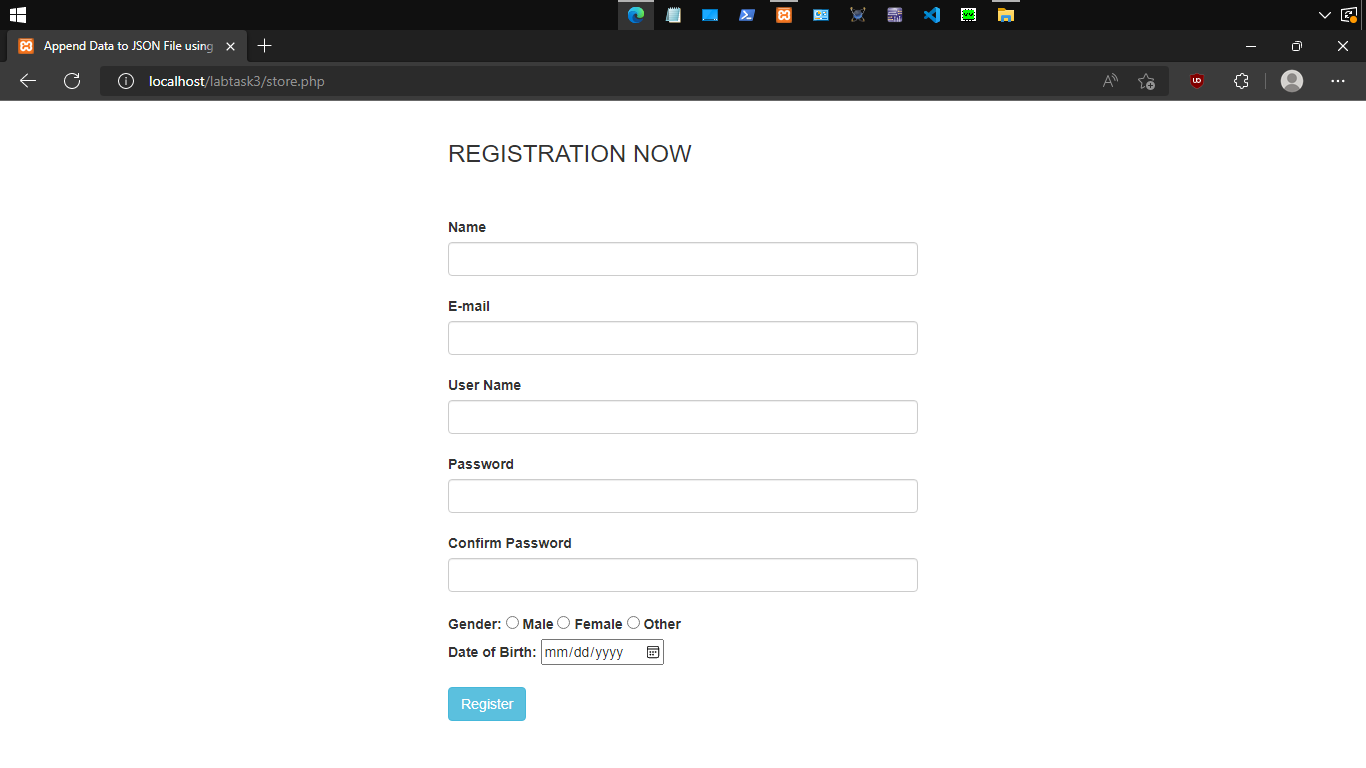 Append Data to JSON File using
localhost/labtask3/store.php
REGISTRATION NOW
Name
E-mail
User Name
Password
Confirm Password
Gender: Male Female Other
Date of Birth: mm/dd/yyyy
Register